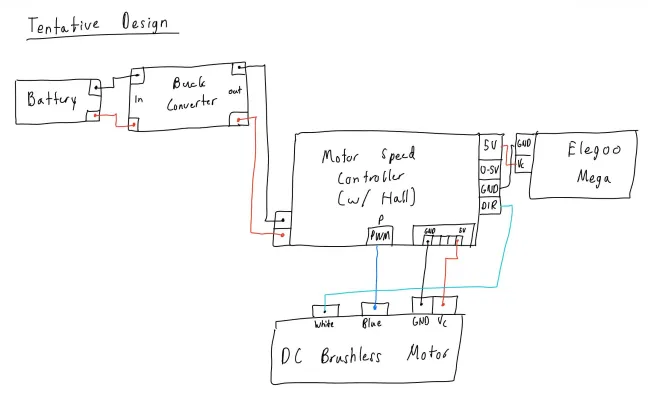 Tentative Design
Battery
In
Buck
Converter
out
Motor Speed
Controller
(w/ Hall)
5V
0-5V
GND
DIR
GND
Vc
Elegoo
Mega
P
PWM
GND
5V
White
Blue
GND
Vc
DC Brushless Motor